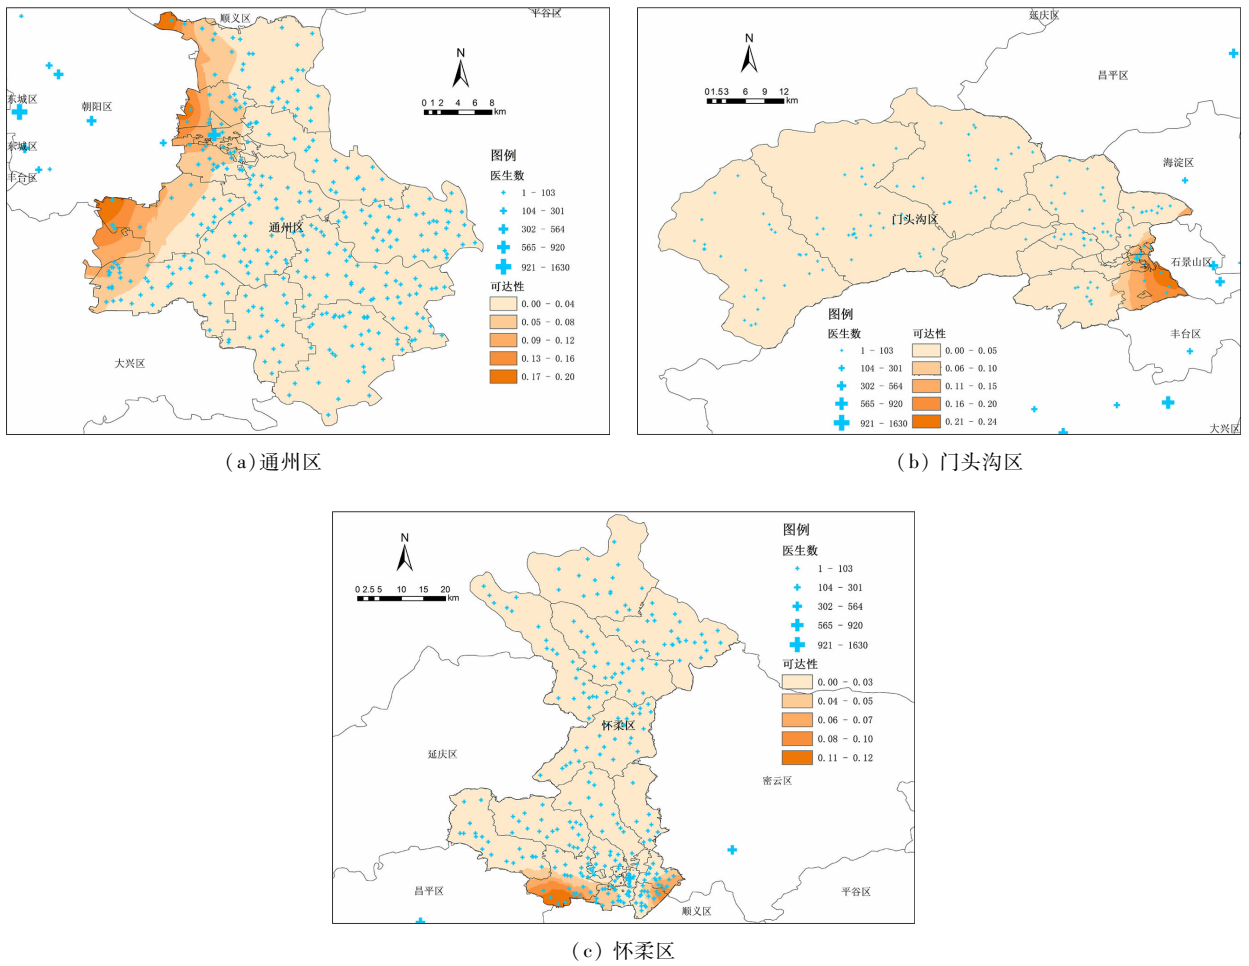 顺义区
平谷区
N
0 1 2 4 6 8
km
东城区
朝阳区
东城区
丰台区
通州区
大兴区
图例
医生数
1 - 103
104 - 301
302 - 564
565 - 920
921 - 1630
可达性
0.00 - 0.04
0.05 - 0.08
0.09 - 0.12
0.13 - 0.16
0.17 - 0.20
(a)通州区
延庆区
昌平区
N
01.53 6 9 12
km
海淀区
门头沟区
石景山区
丰台区
大兴区
图例
医生数
1 - 103
104 - 301
302 - 564
565 - 920
921 - 1630
可达性
0.00 - 0.05
0.06 - 0.10
0.11 - 0.15
0.16 - 0.20
0.21 - 0.24
(b) 门头沟区
N
0 2.5 5 10 15 20
km
图例
医生数
1 - 103
104 - 301
302 - 564
565 - 920
921 - 1630
可达性
0.00 - 0.03
0.04 - 0.05
0.06 - 0.07
0.08 - 0.10
0.11 - 0.12
怀柔区
延庆区
密云区
昌平区
平谷区
顺义区
(c) 怀柔区